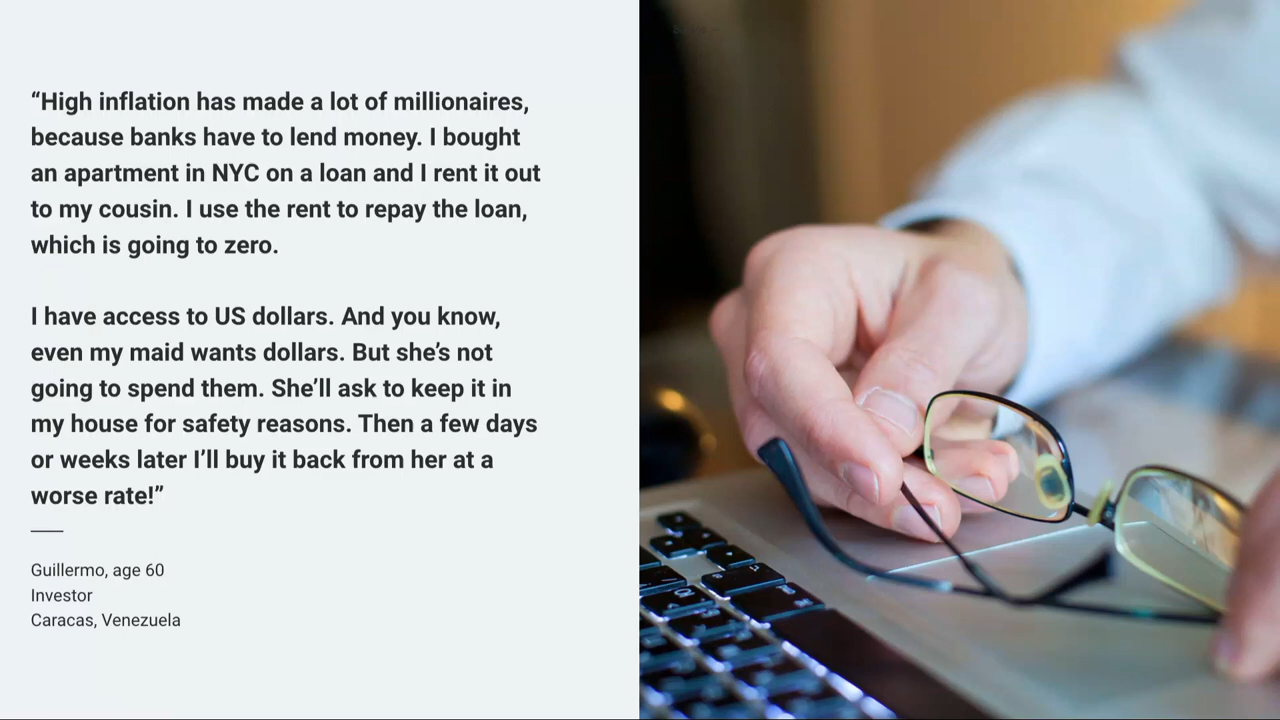 “High inflation has made a lot of millionaires,
because banks have to lend money. I bought
an apartment in NYC on a loan and I rent it out
to my cousin. I use the rent to repay the loan,
which is going to zero.
I have access to US dollars. And you know,
even my maid wants dollars. But she’s not
going to spend them. She’ll ask to keep it in
my house for safety reasons. Then a few days
or weeks later I’ll buy it back from her at a
worse rate!”
Guillermo, age 60
Investor
Caracas, Venezuela